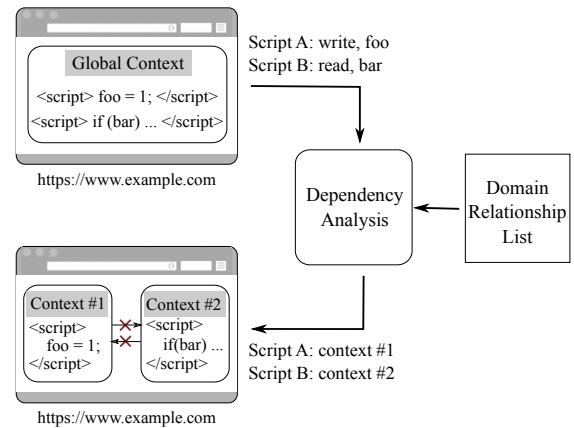 Global Context
<script> foo = 1; </script>
<script> if (bar) ... </script>
https://www.example.com
Script A: write, foo
Script B: read, bar
Dependency
Analysis
Domain
Relationship
List
Context #1
<script>
foo = 1;
</script>
Context #2
<script>
if(bar) ...
</script>
https://www.example.com
Script A: context #1
Script B: context #2